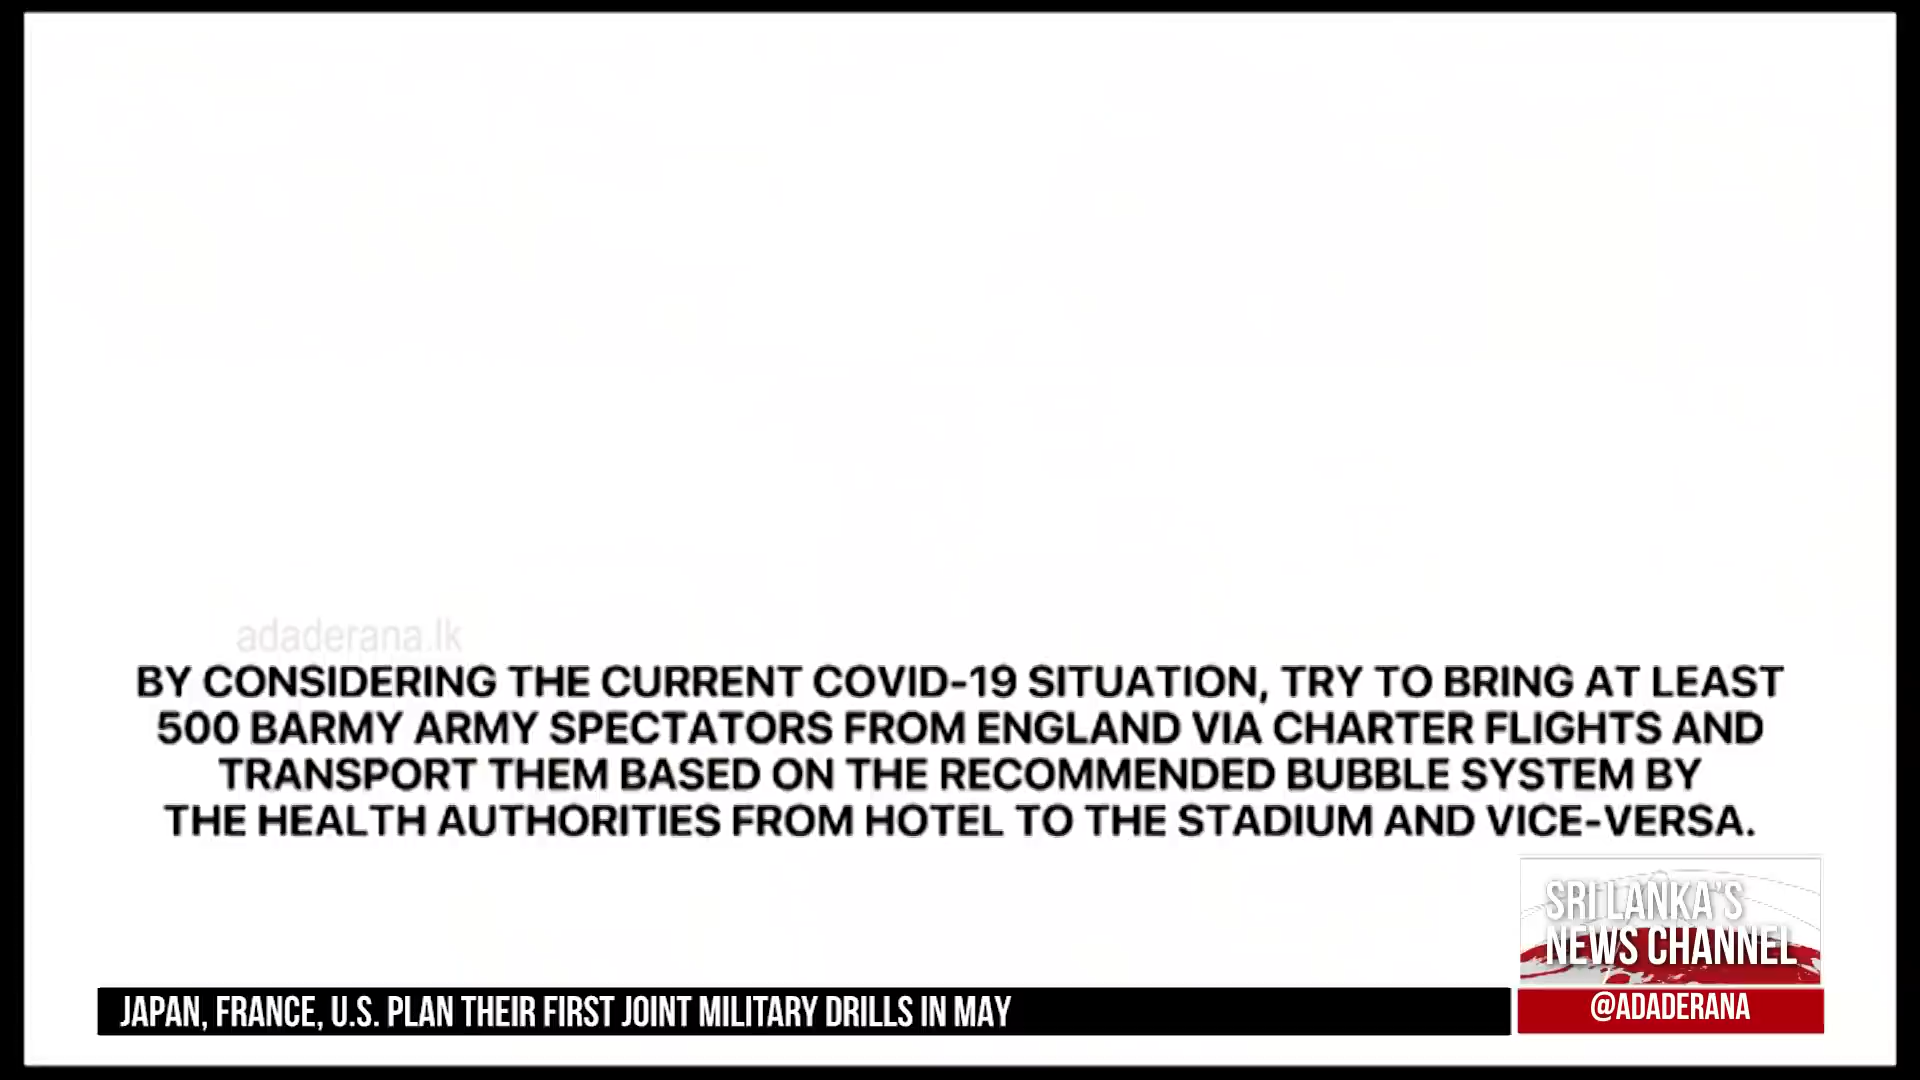 adaderana.lk
BY CONSIDERING THE CURRENT COVID-19 SITUATION, TRY TO BRING AT LEAST
500 BARMY ARMY SPECTATORS FROM ENGLAND VIA CHARTER FLIGHTS AND
TRANSPORT THEM BASED ON THE RECOMMENDED BUBBLE SYSTEM BY
THE HEALTH AUTHORITIES FROM HOTEL TO THE STADIUM AND VICE-VERSA.
SRI LANKA'S
NEWS CHANNEL
JAPAN, FRANCE, U.S. PLAN THEIR FIRST JOINT MILITARY DRILLS IN MAY
@ADADERANA